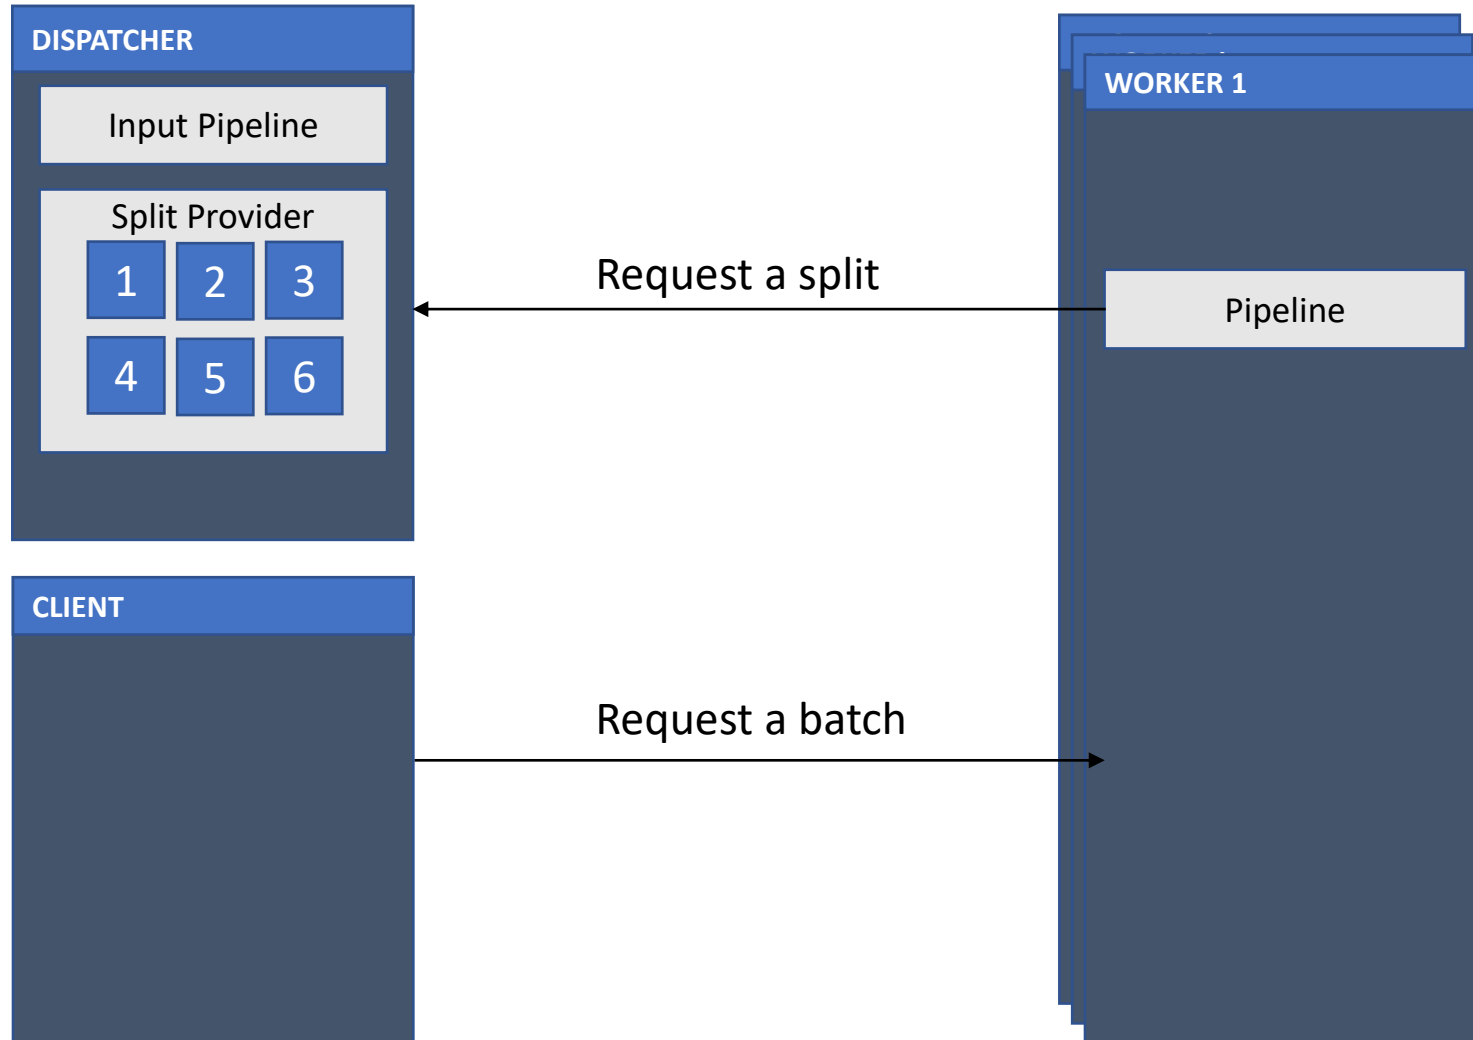 DISPATCHER
Input Pipeline
Split Provider
1 2 3
4 5 6
Request a split
WORKER 1
Pipeline
CLIENT
Request a batch